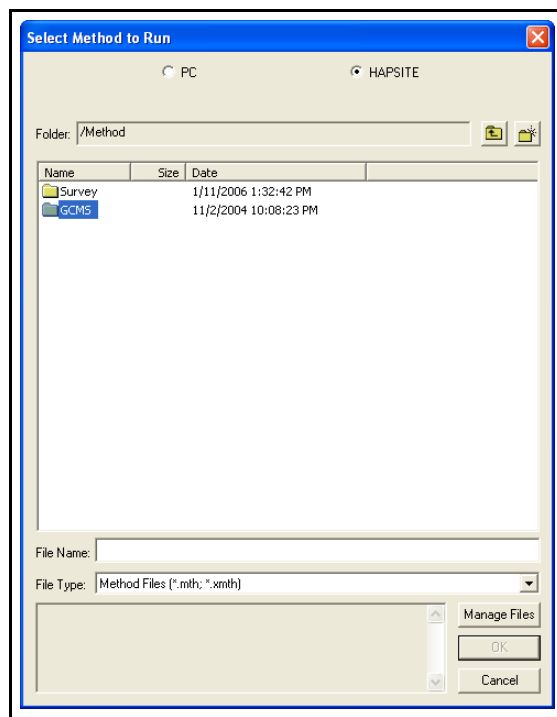 Select Method to Run
PC HAPSITE
Folder: /Method
Name Size Date
Survey 1/11/2006 1:32:42 PM
GCMS 11/2/2004 10:08:23 PM
File Name:
File Type: Method Files (*.mth; *.xmth)
Manage Files
OK
Cancel